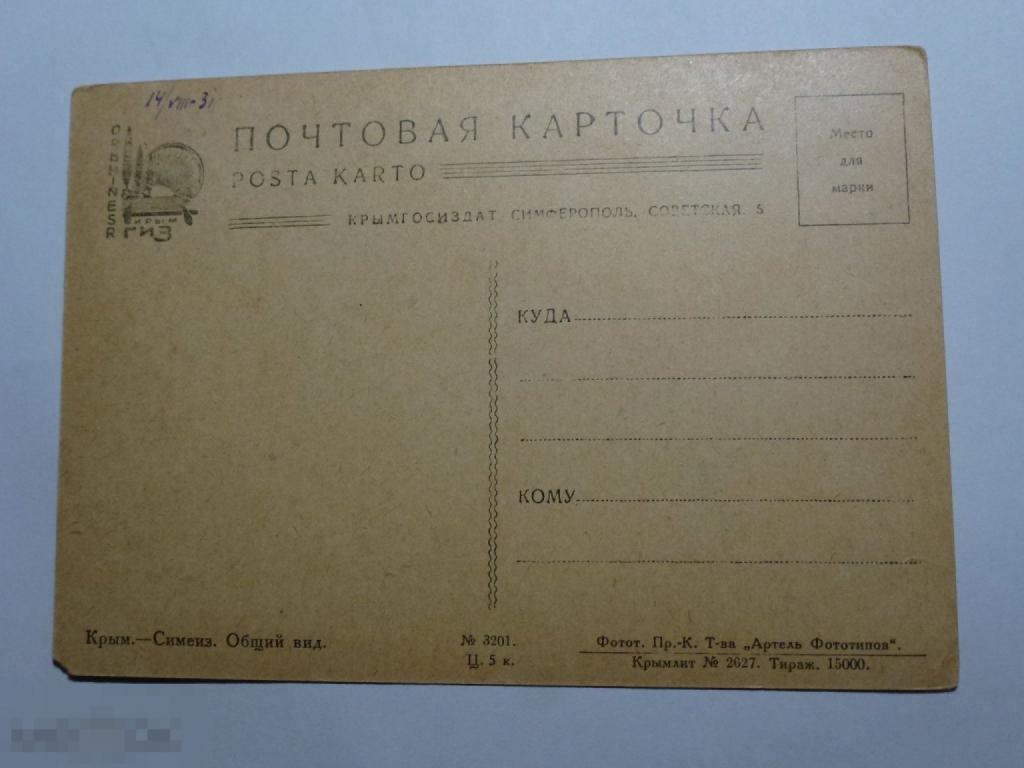 14/VIII-31
ПОЧТОВАЯ КАРТОЧКА
POSTA KARTO
КРЫМГОСИЗДАТ, СИМФЕРОПОЛЬ, СОВЕТСКАЯ, 5
КРЫМ
ГИЗ
Место
для
марки
КУДА
КОМУ
Крым.—Симеиз. Общий вид.
№ 3201.
Ц. 5 к.
Фотот. Пр.-К. Т-ва „Артель Фототипов".
Крымлит № 2627. Тираж. 15000.